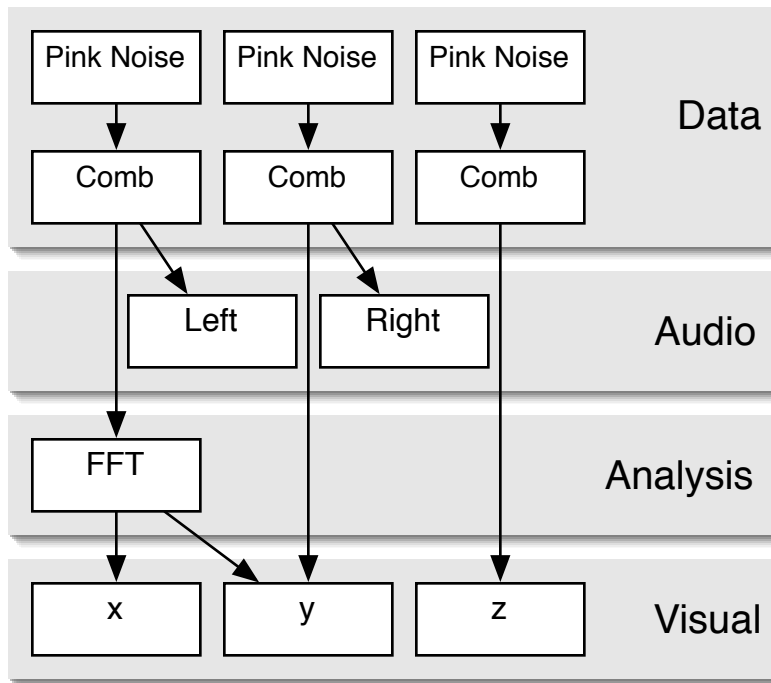 Pink Noise Pink Noise Pink Noise
Data
Comb Comb Comb
Left Right
Audio
FFT
Analysis
x y z
Visual